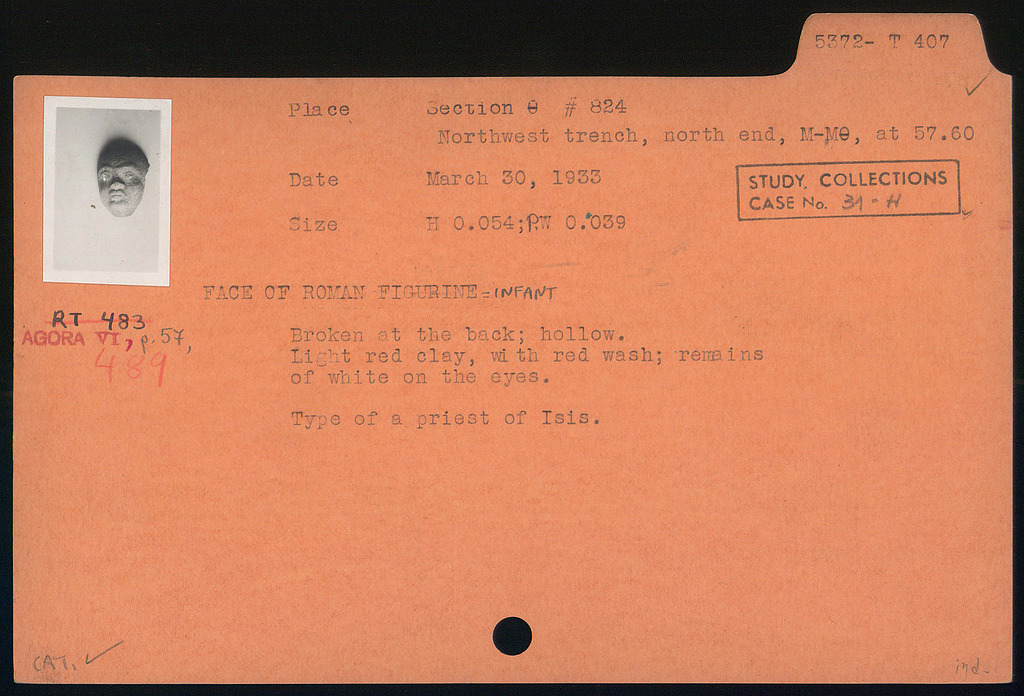 5372- T 407
Place Section Θ # 824
Northwest trench, north end, M-MΘ, at 57.60
Date March 30, 1933
STUDY COLLECTIONS
CASE No. 31-H
Size H 0.054; P.W 0.039
FACE OF ROMAN FIGURINE = INFANT
RT 483
AGORA VI, p. 57,
489
Broken at the back; hollow.
Light red clay, with red wash; remains
of white on the eyes.
Type of a priest of Isis.
CAT. ✓
ind.